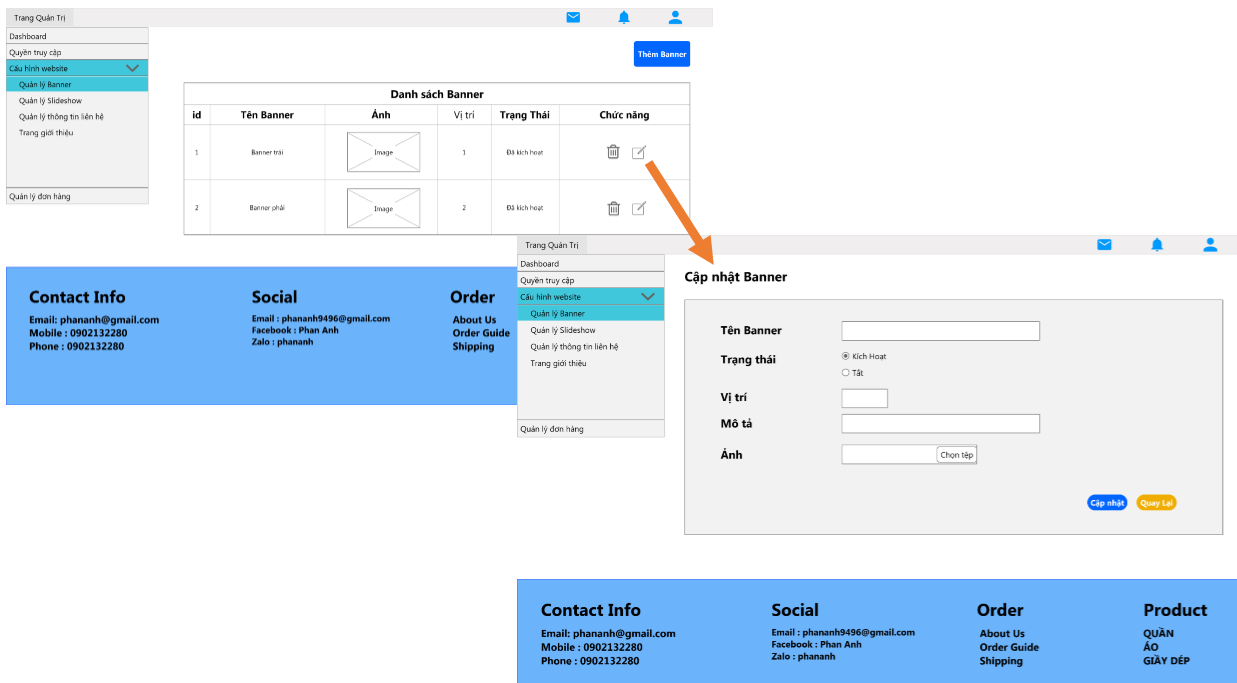 Trang Quản Trị
Dashboard
Quyền truy cập
Cấu hình website
Quản lý Banner
Quản lý Slideshow
Quản lý thông tin liên hệ
Trang giới thiệu
Quản lý đơn hàng
Thêm Banner
Danh sách Banner
id Tên Banner Ảnh Vị trí Trạng Thái Chức năng
1 Banner trái Image 1 Đã kích hoạt
2 Banner phải Image 2 Đã kích hoạt
Contact Info Social Order
Email: phananh@gmail.com Email : phananh9496@gmail.com About Us
Mobile : 0902132280 Facebook : Phan Anh Order Guide
Phone : 0902132280 Zalo : phananh Shipping
Trang Quản Trị
Dashboard
Quyền truy cập
Cấu hình website
Quản lý Banner
Quản lý Slideshow
Quản lý thông tin liên hệ
Trang giới thiệu
Quản lý đơn hàng
Cập nhật Banner
Tên Banner
Trạng thái Kích Hoạt
Tắt
Vị trí
Mô tả
Ảnh Chọn tệp
Cập nhật Quay Lại
Contact Info Social Order Product
Email: phananh@gmail.com Email : phananh9496@gmail.com About Us QUẦN
Mobile : 0902132280 Facebook : Phan Anh Order Guide ÁO
Phone : 0902132280 Zalo : phananh Shipping GIẦY DÉP